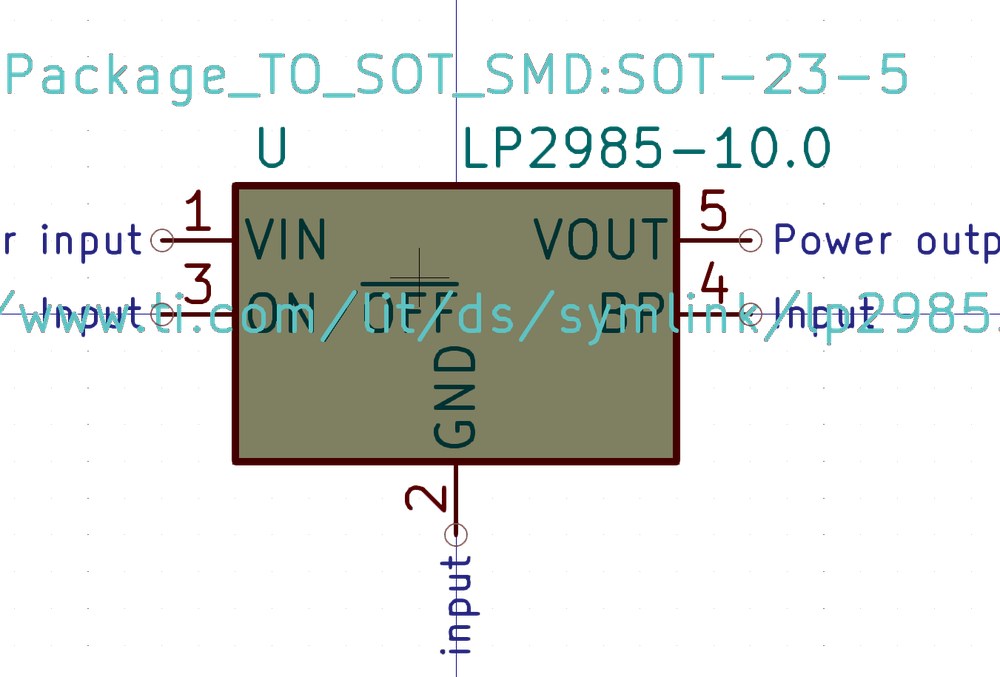 Package_TO_SOT_SMD:SOT-23-5
U LP2985-10.0
1 5
r input VIN VOUT Power outp
3 4
Input ON/OFF BP Input
/www.ti.com/lit/ds/symlink/lp2985.
GND
2
input